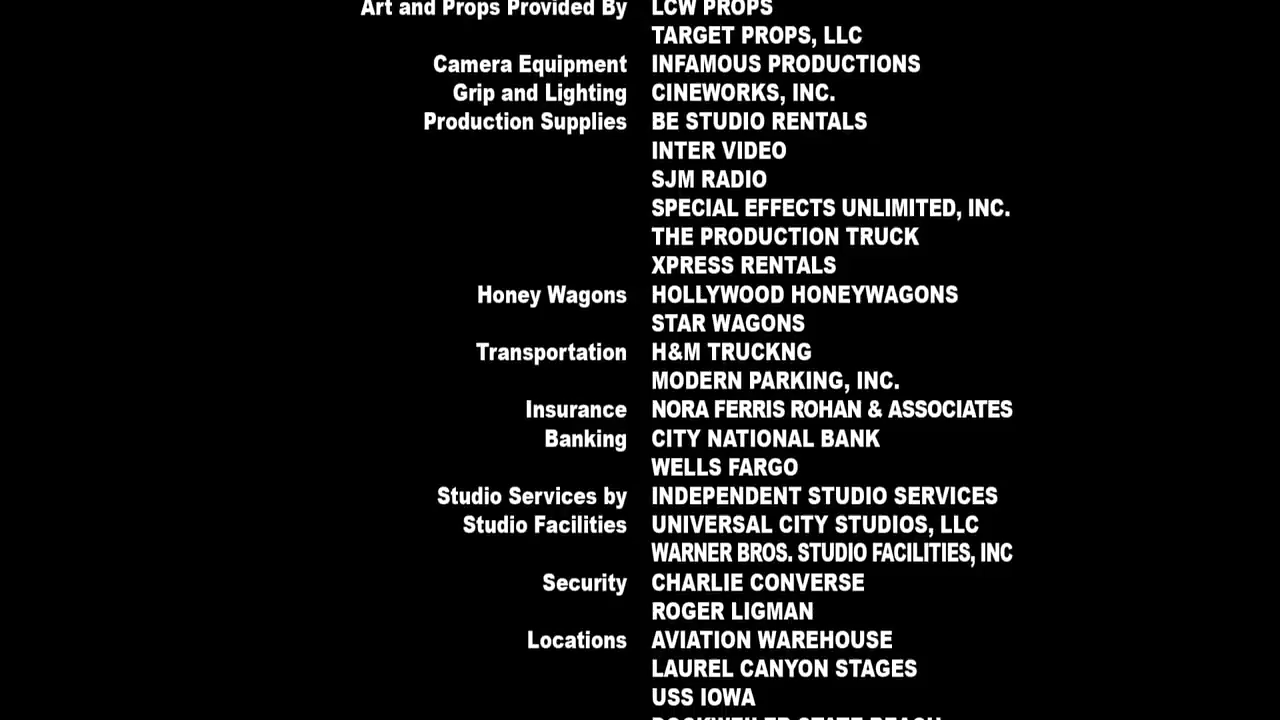 Art and Props Provided By LCW PROPS
TARGET PROPS, LLC
Camera Equipment INFAMOUS PRODUCTIONS
Grip and Lighting CINEWORKS, INC.
Production Supplies BE STUDIO RENTALS
INTER VIDEO
SJM RADIO
SPECIAL EFFECTS UNLIMITED, INC.
THE PRODUCTION TRUCK
XPRESS RENTALS
Honey Wagons HOLLYWOOD HONEYWAGONS
STAR WAGONS
Transportation H&M TRUCKNG
MODERN PARKING, INC.
Insurance NORA FERRIS ROHAN & ASSOCIATES
Banking CITY NATIONAL BANK
WELLS FARGO
Studio Services by INDEPENDENT STUDIO SERVICES
Studio Facilities UNIVERSAL CITY STUDIOS, LLC
WARNER BROS. STUDIO FACILITIES, INC
Security CHARLIE CONVERSE
ROGER LIGMAN
Locations AVIATION WAREHOUSE
LAUREL CANYON STAGES
USS IOWA